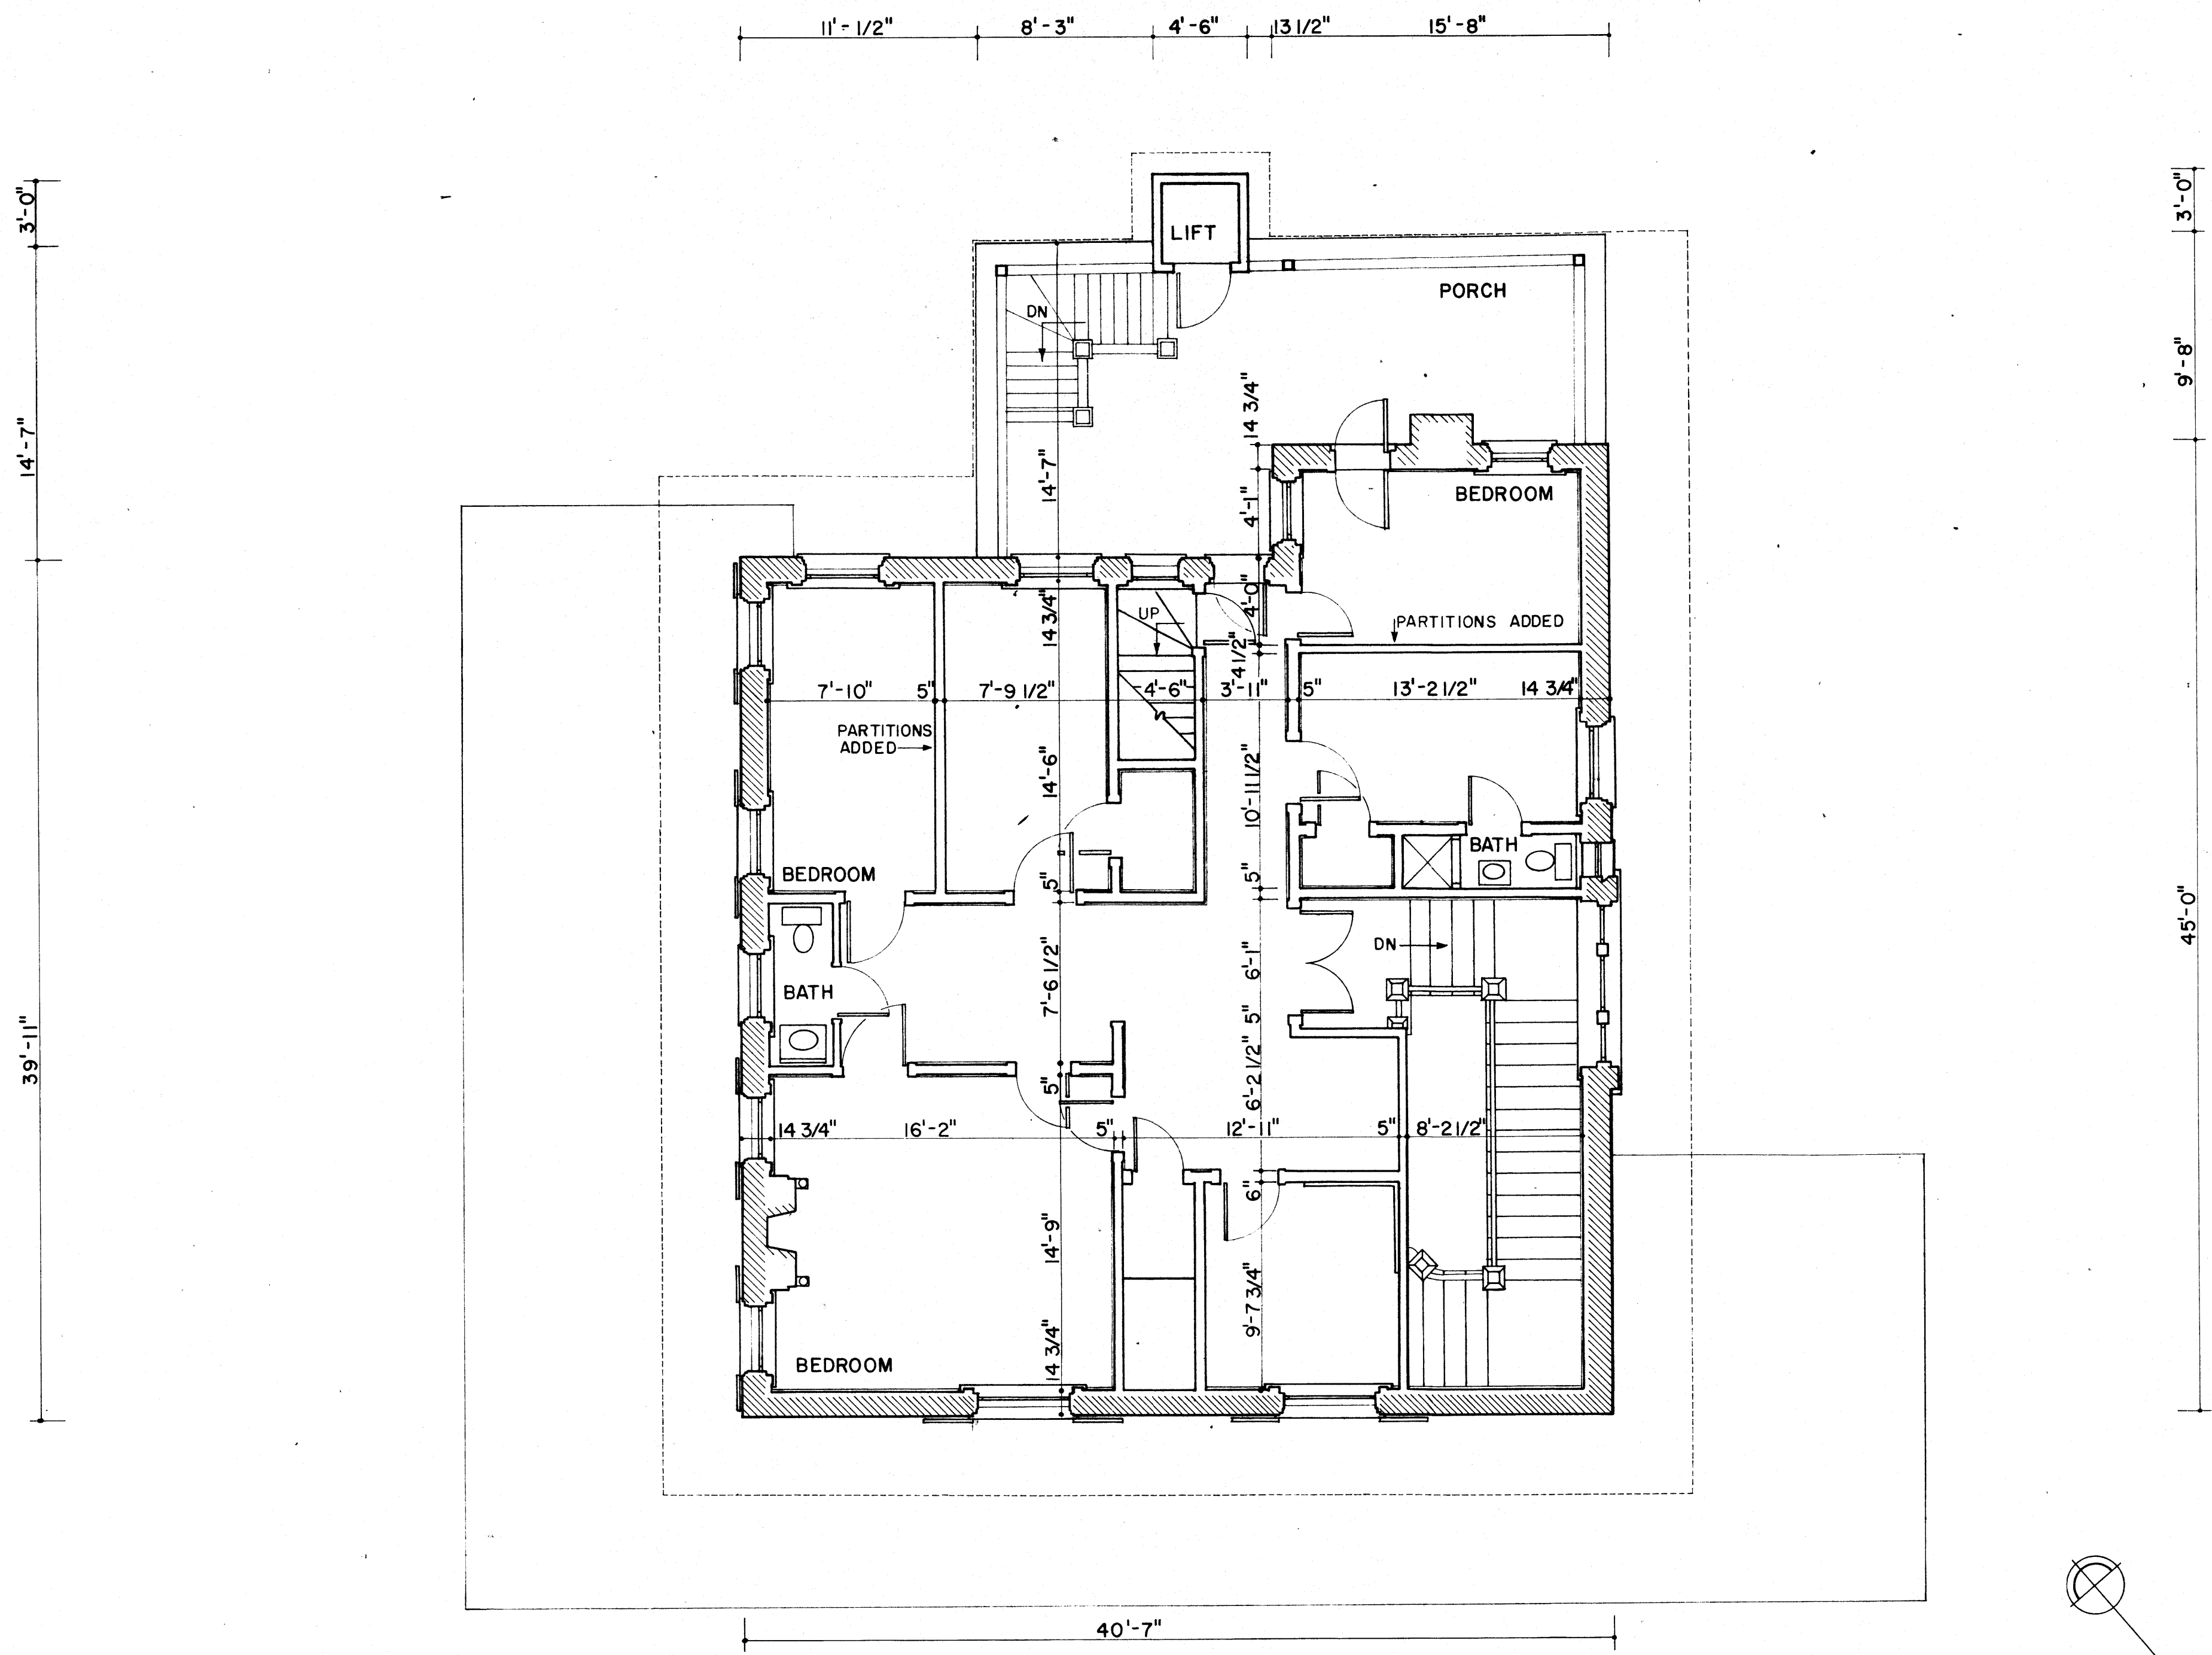 11'-1/2" 8'-3" 4'-6" 13 1/2" 15'-8"
3'-0"
3'-0"
LIFT
PORCH
DN
9'-8"
14 3/4"
14'-7"
14'-7"
4'-1"
BEDROOM
14 3/4"
4'-0"
UP
PARTITIONS ADDED
4 1/2"
7'-10" 5" 7'-9 1/2" 4'-6" 3'-11" 5" 13'-2 1/2" 14 3/4"
PARTITIONS
ADDED
14'-6"
10'-11 1/2"
BATH
BEDROOM
5"
5"
45'-0"
DN
6'-1"
7'-6 1/2"
BATH
5"
39'-11"
6'-2 1/2"
5"
14 3/4" 16'-2" 5" 12'-11" 5" 8'-2 1/2"
6"
14'-9"
9'-7 3/4"
14 3/4"
BEDROOM
40'-7"